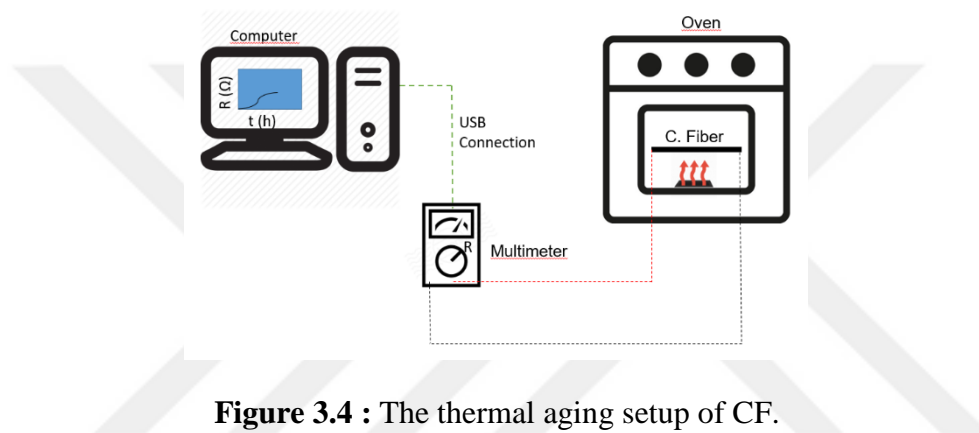 Computer
R (Ω)
t (h)
USB
Connection
Oven
C. Fiber
R
Multimeter
Figure 3.4 : The thermal aging setup of CF.